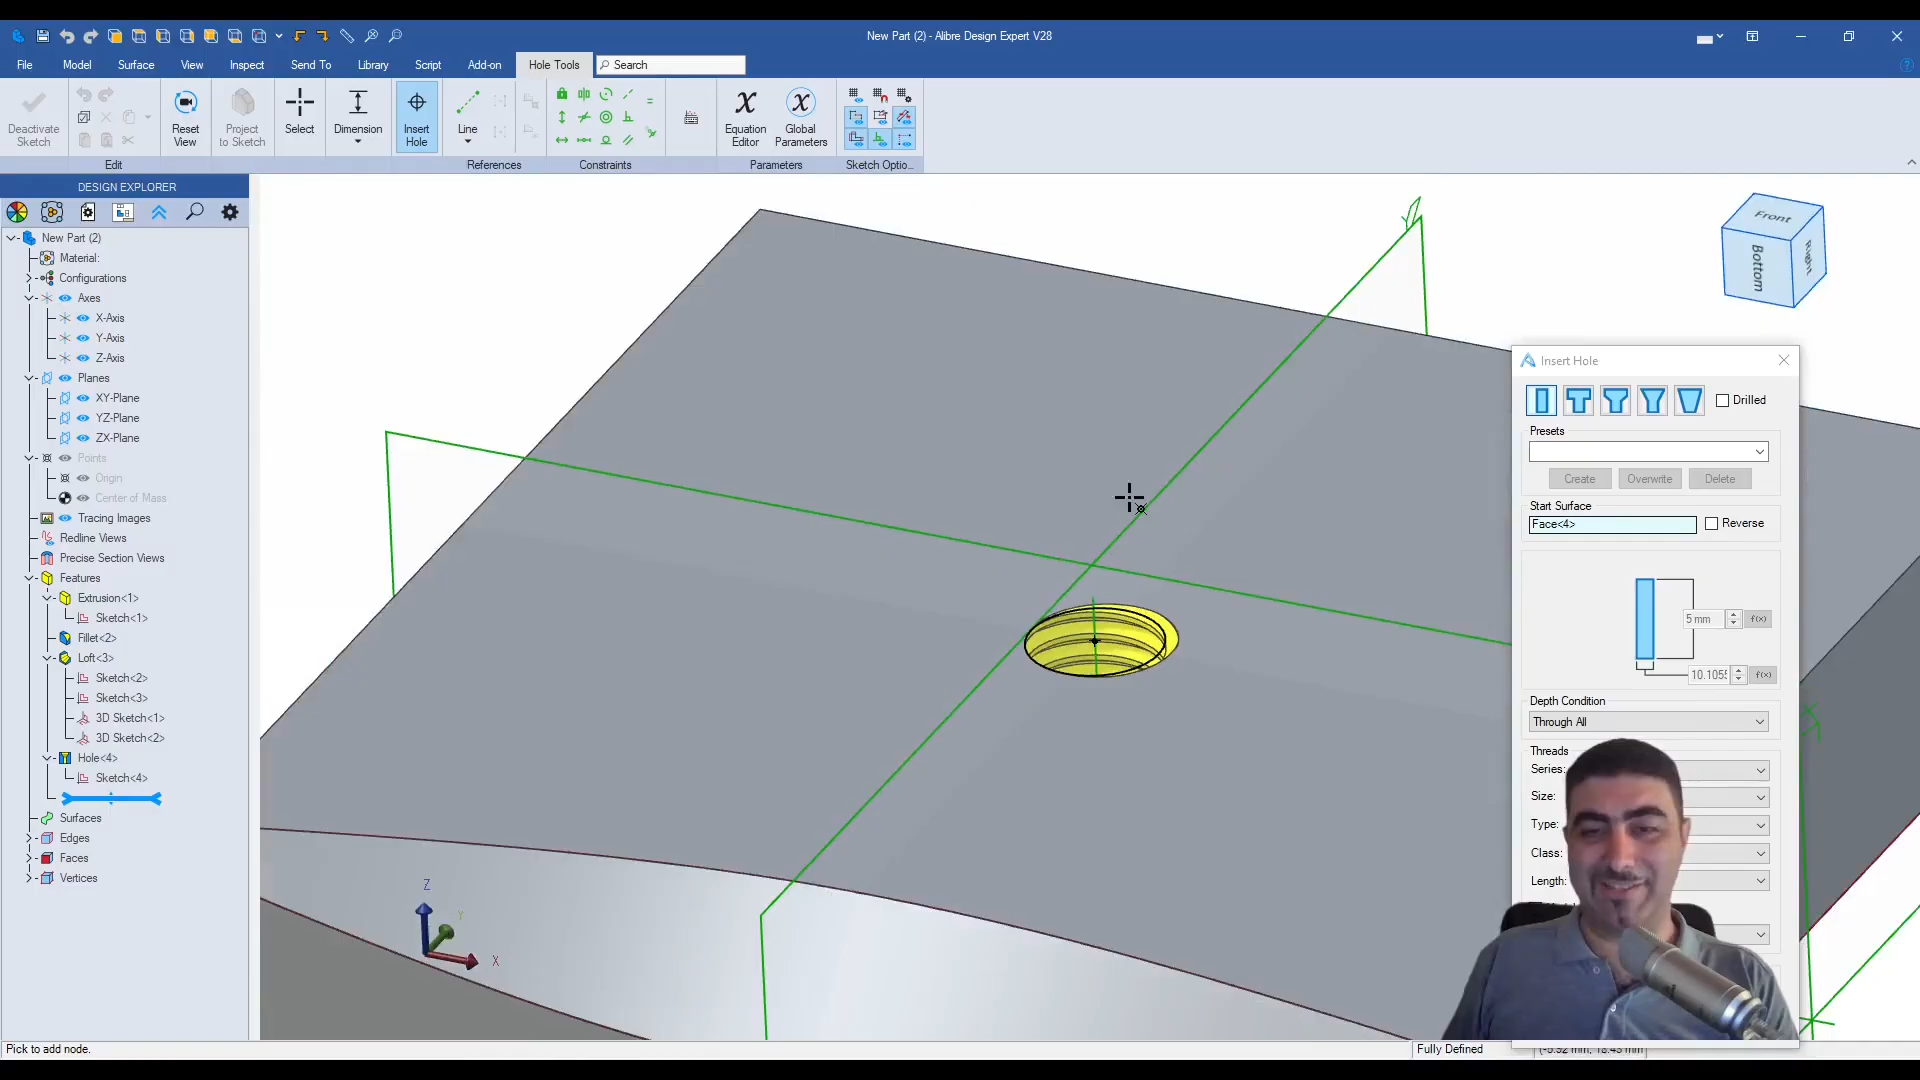 New Part (2) - Alibre Design Expert V28
File
Model
Surface
View
Inspect
Send To
Library
Script
Add-on
Hole Tools
Search
Deactivate
Sketch
Reset
View
Project
to Sketch
Select
Dimension
Insert
Hole
Line
Equation
Editor
Global
Parameters
Edit
References
Constraints
Parameters
Sketch Optio...
DESIGN EXPLORER
New Part (2)
Material:
Configurations
Axes
X-Axis
Y-Axis
Z-Axis
Planes
XY-Plane
YZ-Plane
ZX-Plane
Points
Origin
Center of Mass
Tracing Images
Redline Views
Precise Section Views
Features
Extrusion<1>
Sketch<1>
Fillet<2>
Loft<3>
Sketch<2>
Sketch<3>
3D Sketch<1>
3D Sketch<2>
Hole<4>
Sketch<4>
Surfaces
Edges
Faces
Vertices
Y
Z
Y
X
Front
Bottom
Right
Insert Hole
Drilled
Presets
Create
Overwrite
Delete
Start Surface
Face<4>
Reverse
5 mm
f(x)
f(x)
Depth Condition
Through All
Threads
Series:
Size:
Type:
Class:
Length:
Pick to add node.
Fully Defined